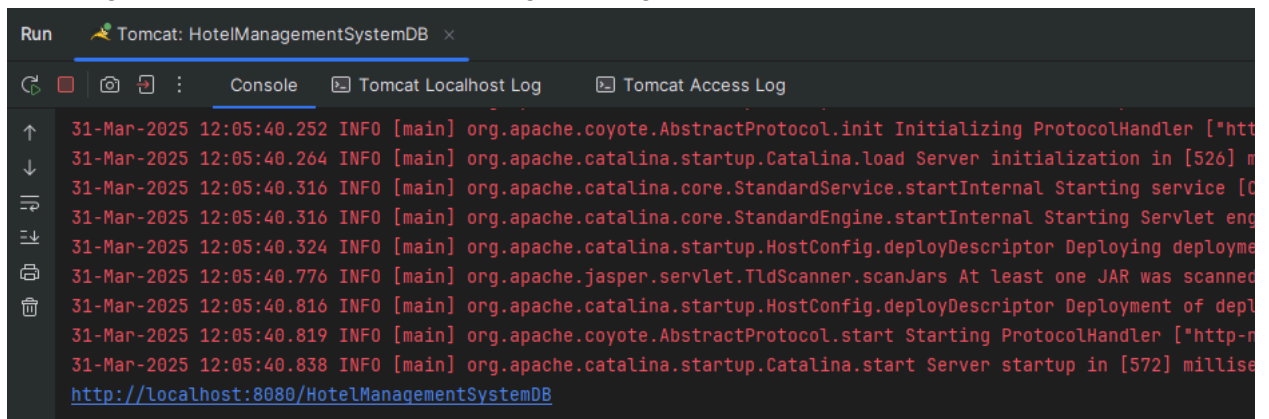 Run Tomcat: HotelManagementSystemDB
Console Tomcat Localhost Log Tomcat Access Log
31-Mar-2025 12:05:40.252 INFO [main] org.apache.coyote.AbstractProtocol.init Initializing ProtocolHandler ["htt
31-Mar-2025 12:05:40.264 INFO [main] org.apache.catalina.startup.Catalina.load Server initialization in [526] m
31-Mar-2025 12:05:40.316 INFO [main] org.apache.catalina.core.StandardService.startInternal Starting service [C
31-Mar-2025 12:05:40.316 INFO [main] org.apache.catalina.core.StandardEngine.startInternal Starting Servlet eng
31-Mar-2025 12:05:40.324 INFO [main] org.apache.catalina.startup.HostConfig.deployDescriptor Deploying deployme
31-Mar-2025 12:05:40.776 INFO [main] org.apache.jasper.servlet.TldScanner.scanJars At least one JAR was scanned
31-Mar-2025 12:05:40.816 INFO [main] org.apache.catalina.startup.HostConfig.deployDescriptor Deployment of depl
31-Mar-2025 12:05:40.819 INFO [main] org.apache.coyote.AbstractProtocol.start Starting ProtocolHandler ["http-n
31-Mar-2025 12:05:40.838 INFO [main] org.apache.catalina.startup.Catalina.start Server startup in [572] millise
http://localhost:8080/HotelManagementSystemDB